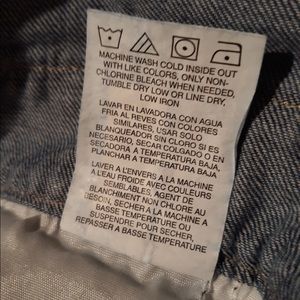 MACHINE WASH COLD INSIDE OUT
WITH LIKE COLORS, ONLY NON-
CHLORINE BLEACH WHEN NEEDED,
TUMBLE DRY LOW OR LINE DRY,
LOW IRON
LAVAR EN LAVADORA CON AGUA
FRIA AL REVES CON COLORES
SIMILARES, USAR SOLO
BLANQUEADOR SIN CLORO SI ES
NECESARIO, SECAR COLGADO O EN
SECADORA A TEMPERATURA BAJA,
PLANCHAR A TEMPERATURA BAJA
LAVER A L'ENVERS A LA MACHINE
A L'EAU FROIDE AVEC COULEURS
SEMBLABLES, AGENT DE
BLANCHIMENT NON CHLORE AU
BESOIN, SECHER A LA MACHINE A
BASSE TEMPERATURE OU
SUSPENDRE POUR SECHER,
REPASSER A BASSE TEMPERATURE